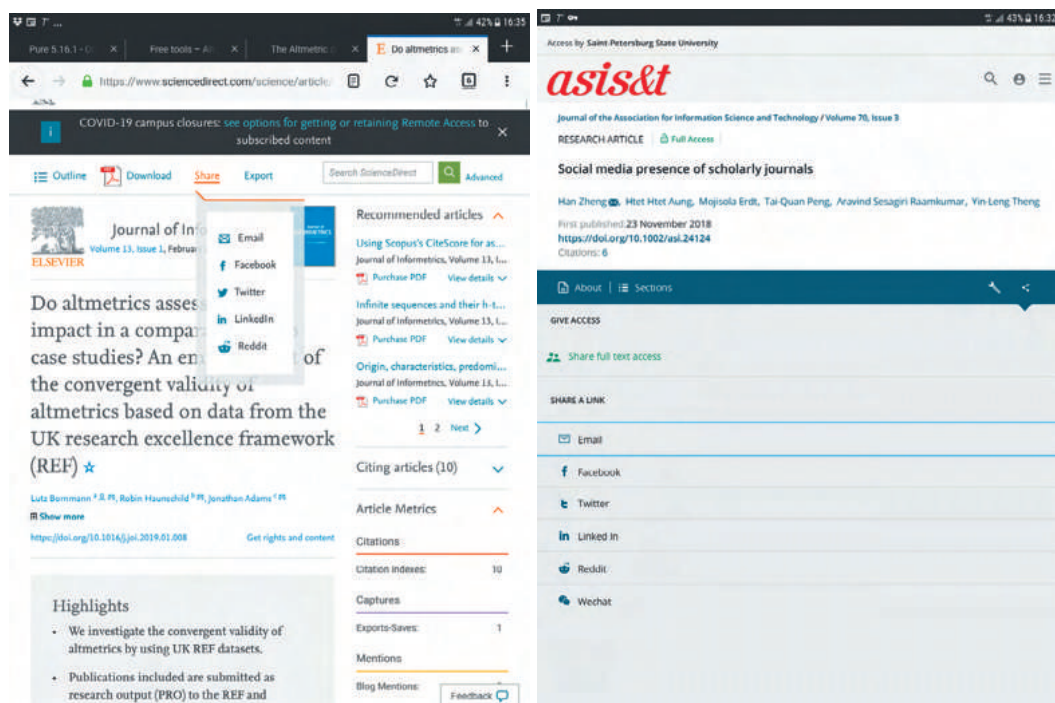 42% 16:35
Pure 5.16.1 -
Free tools –
The Altmetric
Do altmetrics as
https://www.sciencedirect.com/science/article/
6
COVID-19 campus closures: see options for getting or retaining Remote Access to
subscribed content
Outline
Download
Share
Export
Search ScienceDirect
Advanced
ELSEVIER
Journal of Info
Volume 13, Issue 1, Februar
Email
Facebook
Twitter
LinkedIn
Reddit
Do altmetrics asses
impact in a compa
case studies? An em of
the convergent validity of
altmetrics based on data from the
UK research excellence framework
(REF)
Lutz Bornmann, Robin Haunschild, Jonathan Adams
Show more
https://doi.org/10.1016/j.joi.2019.01.008
Get rights and content
Highlights
• We investigate the convergent validity of
altmetrics by using UK REF datasets.
• Publications included are submitted as
research output (PRO) to the REF and
Recommended articles
Using Scopus's CiteScore for as...
Journal of Informetrics, Volume 13, I...
Purchase PDF View details
Infinite sequences and their h-t...
Journal of Informetrics, Volume 13, I...
Purchase PDF View details
Origin, characteristics, predomi...
Journal of Informetrics, Volume 13, I...
Purchase PDF View details
1 2 Next
Citing articles (10)
Article Metrics
Citations
Citation Indexes: 10
Captures
Exports-Saves: 1
Mentions
Blog Mentions:
Feedback
43% 16:32
Access by Saint Petersburg State University
asis&t
Journal of the Association for Information Science and Technology / Volume 70, Issue 3
RESEARCH ARTICLE Full Access
Social media presence of scholarly journals
Han Zheng, Htet Htet Aung, Mojisola Erdt, Tai-Quan Peng, Aravind Sesagiri Raamkumar, Yin-Leng Theng
First published: 23 November 2018
https://doi.org/10.1002/asi.24124
Citations: 6
About | Sections
GIVE ACCESS
Share full text access
SHARE A LINK
Email
Facebook
Twitter
Linked In
Reddit
Wechat